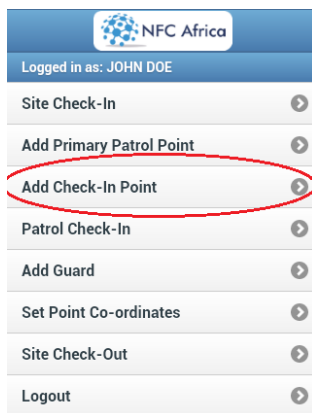 NFC Africa
Logged in as: JOHN DOE
Site Check-In
Add Primary Patrol Point
Add Check-In Point
Patrol Check-In
Add Guard
Set Point Co-ordinates
Site Check-Out
Logout